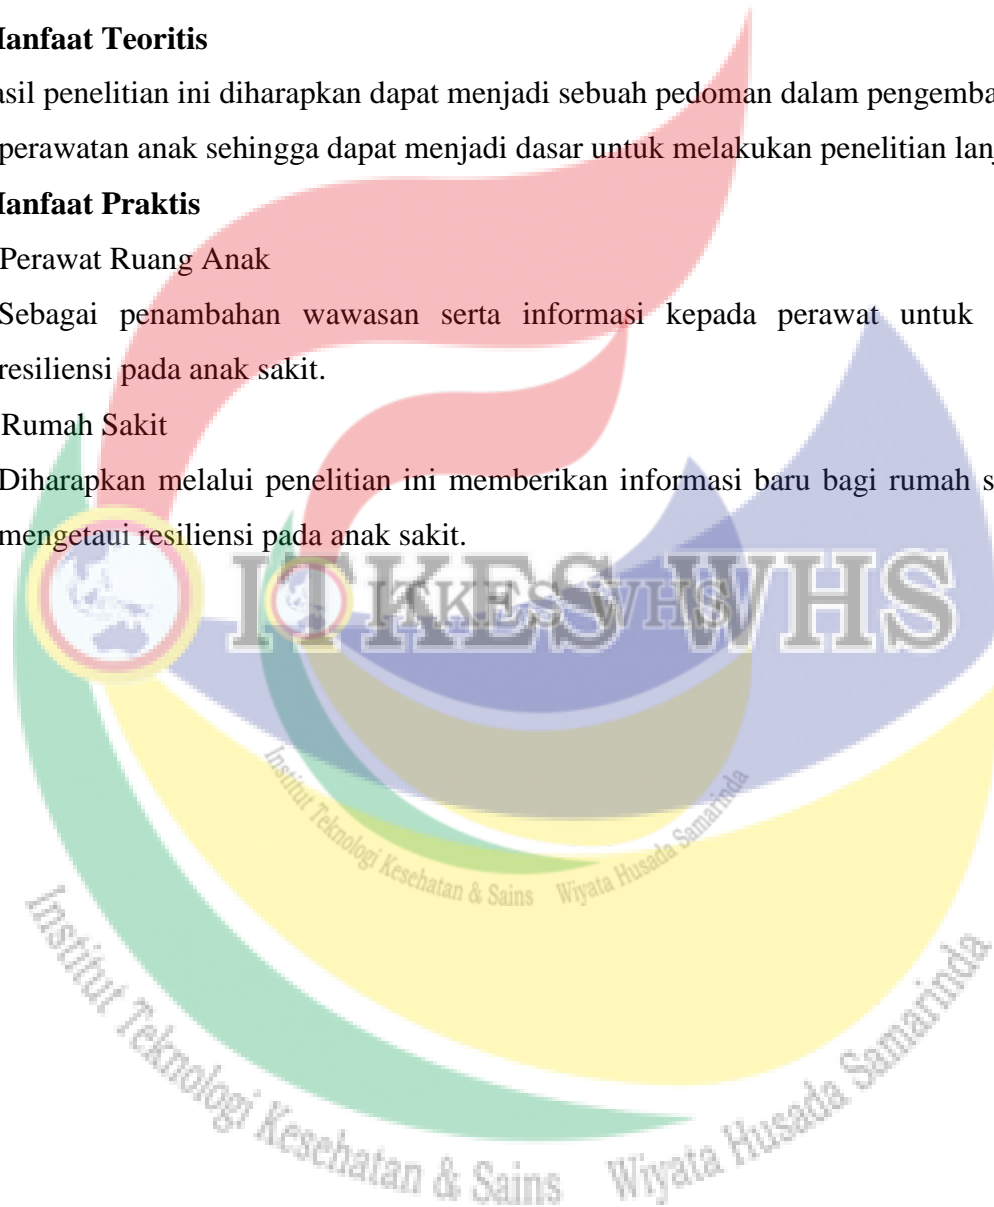 anfaat Teoritis
asil penelitian ini diharapkan dapat menjadi sebuah pedoman dalam pengemba
perawatan anak sehingga dapat menjadi dasar untuk melakukan penelitian lanj
anfaat Praktis
Perawat Ruang Anak
Sebagai penambahan wawasan serta informasi kepada perawat untuk
resiliensi pada anak sakit.
Rumah Sakit
Diharapkan melalui penelitian ini memberikan informasi baru bagi rumah s
mengetaui resiliensi pada anak sakit.
ITKES WHS
ITKES WHS
Institut Teknologi Kesehatan & Sains Wiyata Husada Samarinda
Institut Teknologi Kesehatan & Sains Wiyata Husada Samarinda